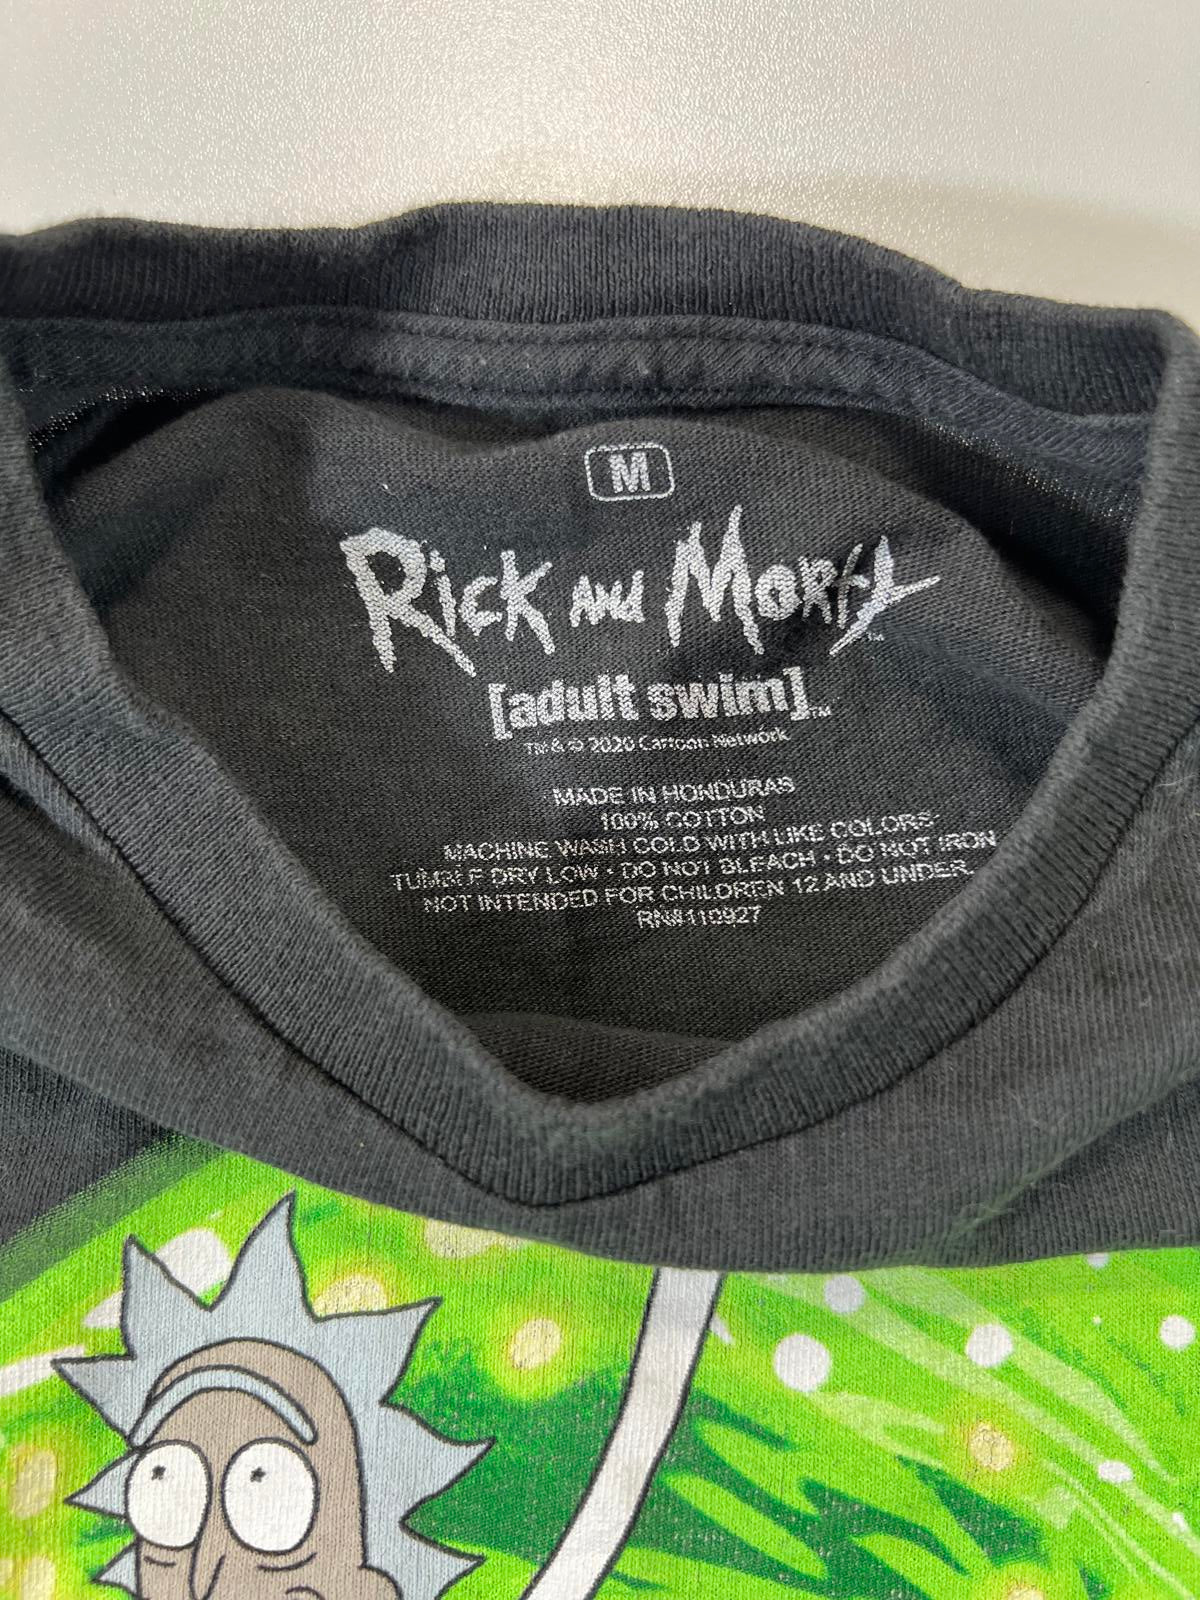 M
Rick and Morty™
[adult swim]™
TM & © 2020 Cartoon Network
MADE IN HONDURAS
100% COTTON
MACHINE WASH COLD WITH LIKE COLORS·
TUMBLE DRY LOW · DO NOT BLEACH · DO NOT IRON
NOT INTENDED FOR CHILDREN 12 AND UNDER.
RN#110927